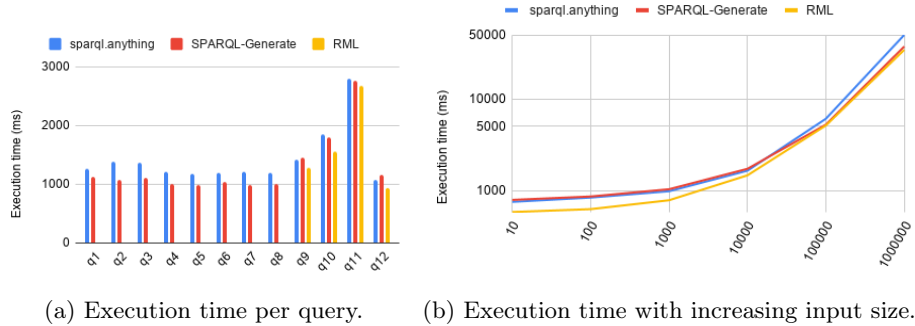 sparql.anything SPARQL-Generate RML
Execution time (ms)
3000
2000
1000
0
q1 q2 q3 q4 q5 q6 q7 q8 q9 q10 q11 q12
(a) Execution time per query.
sparql.anything SPARQL-Generate RML
Execution time (ms)
50000
10000
5000
1000
10 100 1000 10000 100000 1000000
(b) Execution time with increasing input size.